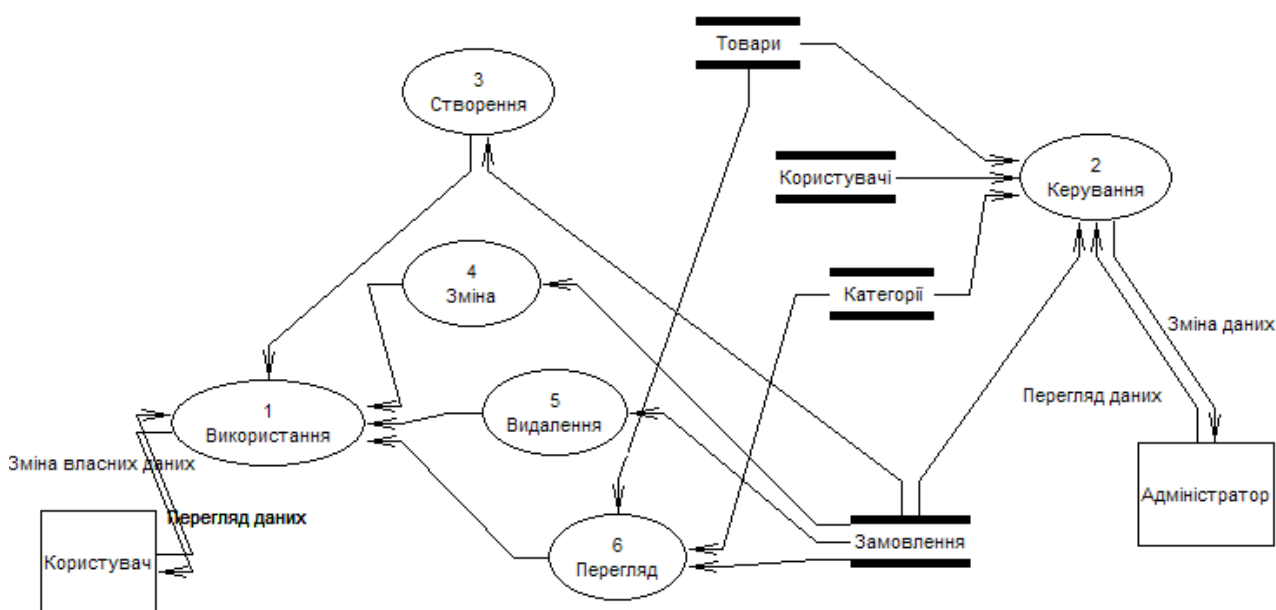 Товари
3
Створення
2
Керування
Користувачі
4
Зміна
Категорії
Зміна даних
Перегляд даних
1
Використання
5
Видалення
Зміна власних даних
Перегляд даних
Адміністратор
Користувач
6
Перегляд
Замовлення